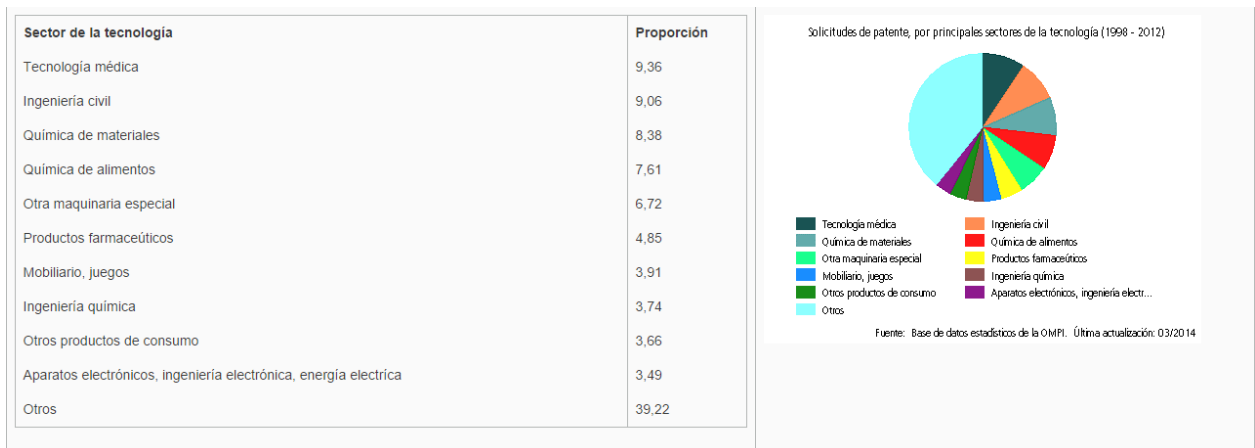 Sector de la tecnología Proporción
Tecnología médica 9,36
Ingeniería civil 9,06
Química de materiales 8,38
Química de alimentos 7,61
Otra maquinaria especial 6,72
Productos farmaceúticos 4,85
Mobiliario, juegos 3,91
Ingeniería química 3,74
Otros productos de consumo 3,66
Aparatos electrónicos, ingeniería electrónica, energía electríca 3,49
Otros 39,22
Solicitudes de patente, por principales sectores de la tecnología (1998 - 2012)
Tecnología médica Ingeniería civil
Química de materiales Química de alimentos
Otra maquinaria especial Productos farmaceúticos
Mobiliario, juegos Ingeniería química
Otros productos de consumo Aparatos electrónicos, ingeniería electr...
Otros
Fuente: Base de datos estadísticos de la OMPI. Última actualización: 03/2014